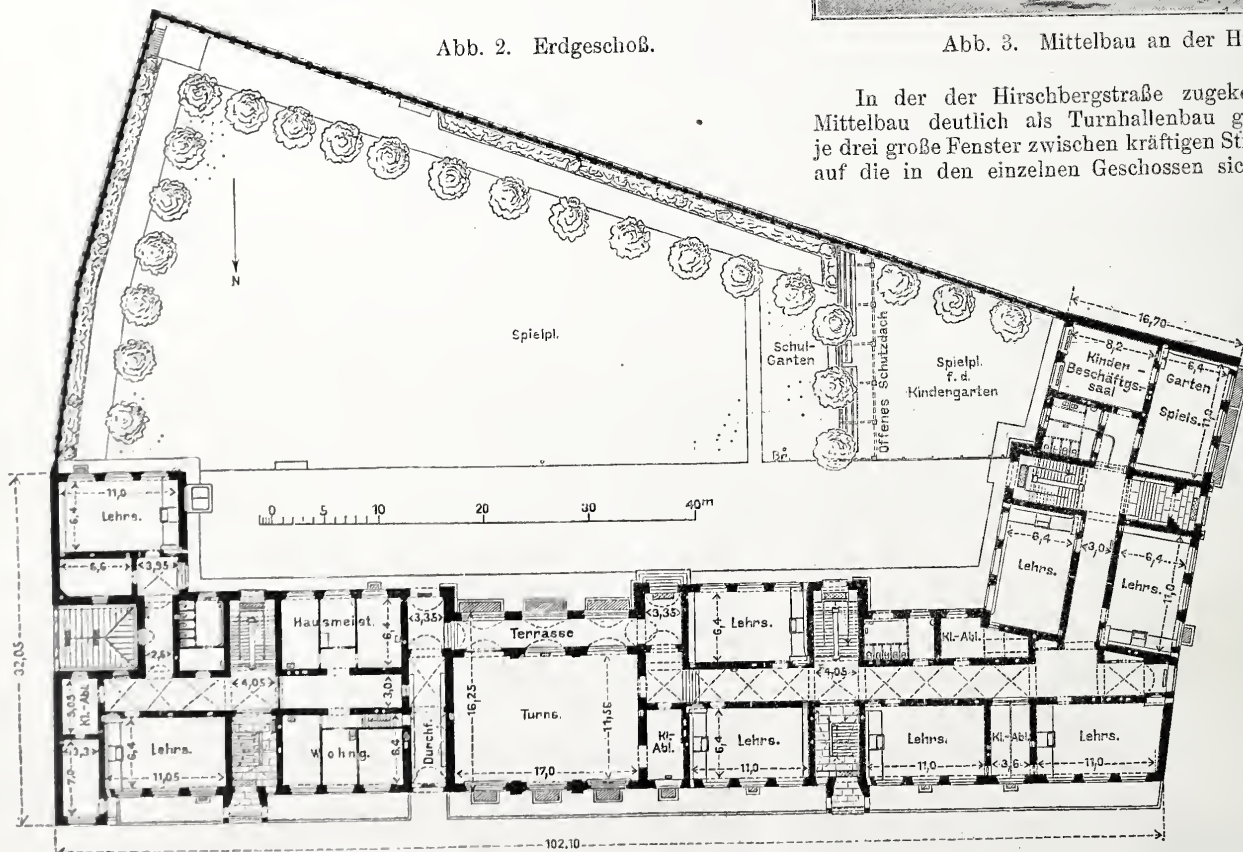 Abb. 2. Erdgeschoß.
Abb. 3. Mittelbau an der H
In der der Hirschbergstraße zugek
Mittelbau deutlich als Turnhallenbau g
je drei große Fenster zwischen kräftigen St
auf die in den einzelnen Geschossen sic
N
Spielpl.
Schul-
Garten
Offenes Schutzdach
Spielpl.
f. d.
Kindergarten
Br.
16,70
8,2
Kinder-
Beschäftgs.
saal
6,4
Garten
Spiels.
11,0
11,0
6,4
Lehrs.
0 5 10 20 30 40m
6,4
Lehrs.
3,0
6,4
Lehrs.
11,0
6,6
3,95
32,05
Hausmeist.
6,4
3,35
Terrasse
3,35
6,4
Lehrs.
Kl.-Abl.
2,6
5,05
Kl.-Abl.
4,05
3,0
16,25
Turns.
11,36
4,05
3,3
7,0
6,4
Lehrs.
11,05
Wohng.
6,4
Durchf.
17,0
Kl.-
Abl.
6,4
Lehrs.
11,0
Lehrs.
11,0
Kl.-Abl.
3,6
Lehrs.
11,0
102,10